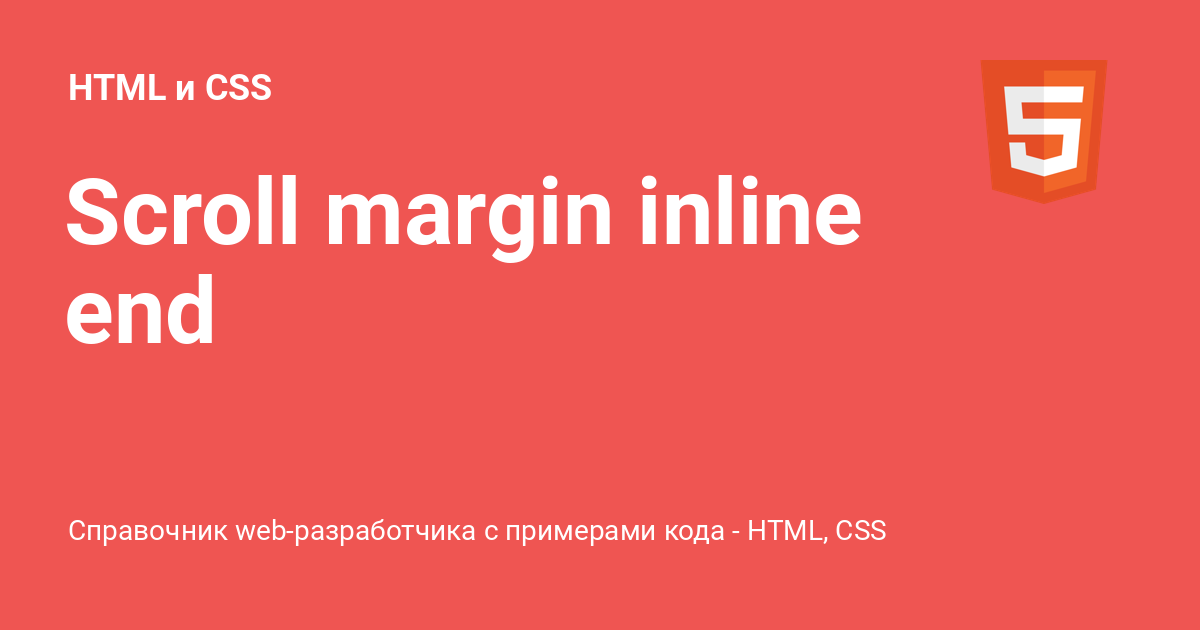 HTML и CSS
Scroll margin inline
end
Справочник web-разработчика с примерами кода - HTML, CSS